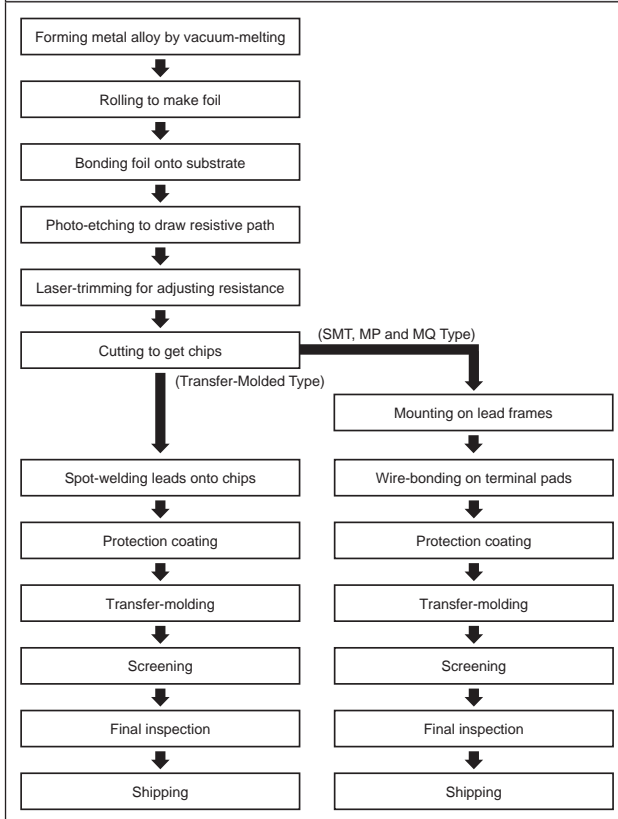 Forming metal alloy by vacuum-melting
Rolling to make foil
Bonding foil onto substrate
Photo-etching to draw resistive path
Laser-trimming for adjusting resistance
Cutting to get chips
(SMT, MP and MQ Type)
(Transfer-Molded Type)
Spot-welding leads onto chips
Protection coating
Transfer-molding
Screening
Final inspection
Shipping
Mounting on lead frames
Wire-bonding on terminal pads
Protection coating
Transfer-molding
Screening
Final inspection
Shipping